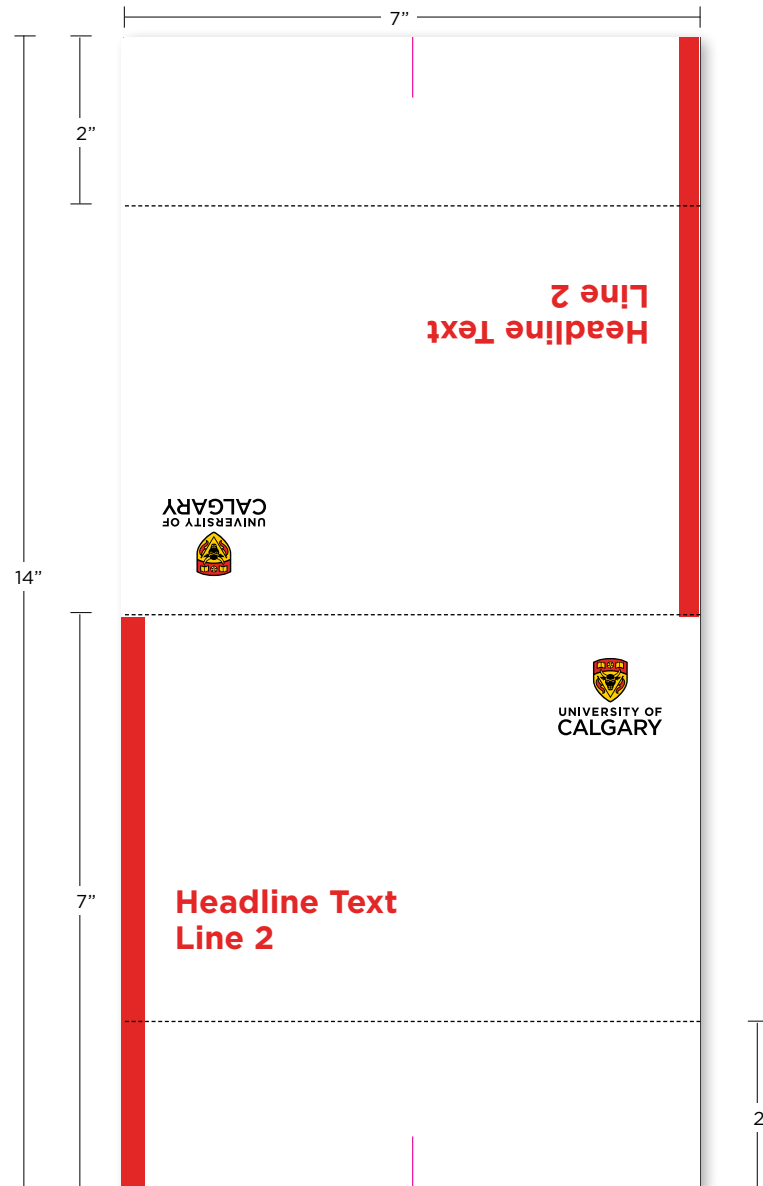 7”
2”
Headline Text
Line 2
UNIVERSITY OF
CALGARY
14”
UNIVERSITY OF
CALGARY
7”
Headline Text
Line 2
2